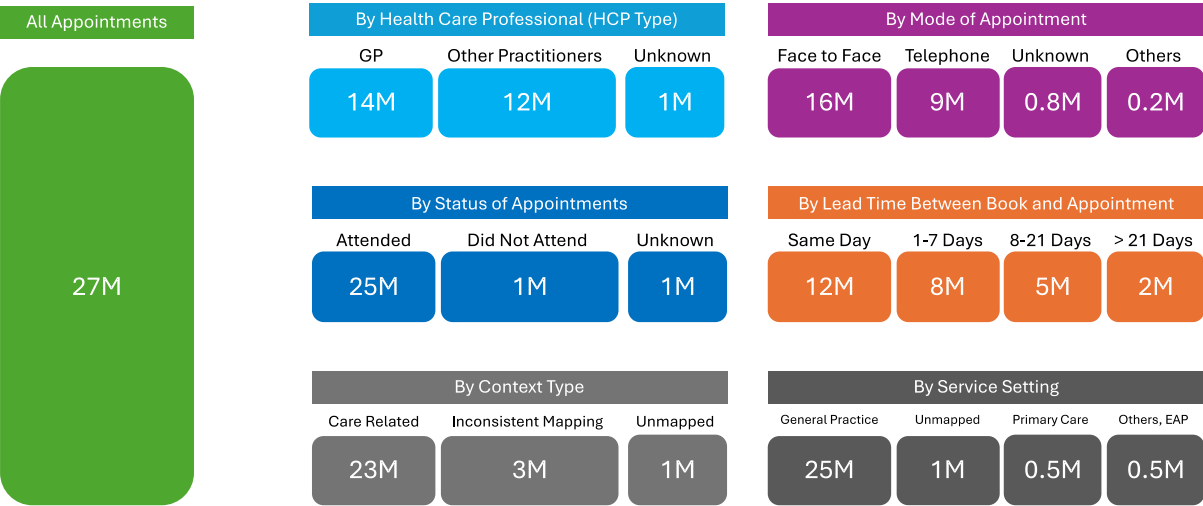 All Appointments
27M
By Health Care Professional (HCP Type)
GP Other Practitioners Unknown
14M 12M 1M
By Mode of Appointment
Face to Face Telephone Unknown Others
16M 9M 0.8M 0.2M
By Status of Appointments
Attended Did Not Attend Unknown
25M 1M 1M
By Lead Time Between Book and Appointment
Same Day 1-7 Days 8-21 Days > 21 Days
12M 8M 5M 2M
By Context Type
Care Related Inconsistent Mapping Unmapped
23M 3M 1M
By Service Setting
General Practice Unmapped Primary Care Others, EAP
25M 1M 0.5M 0.5M